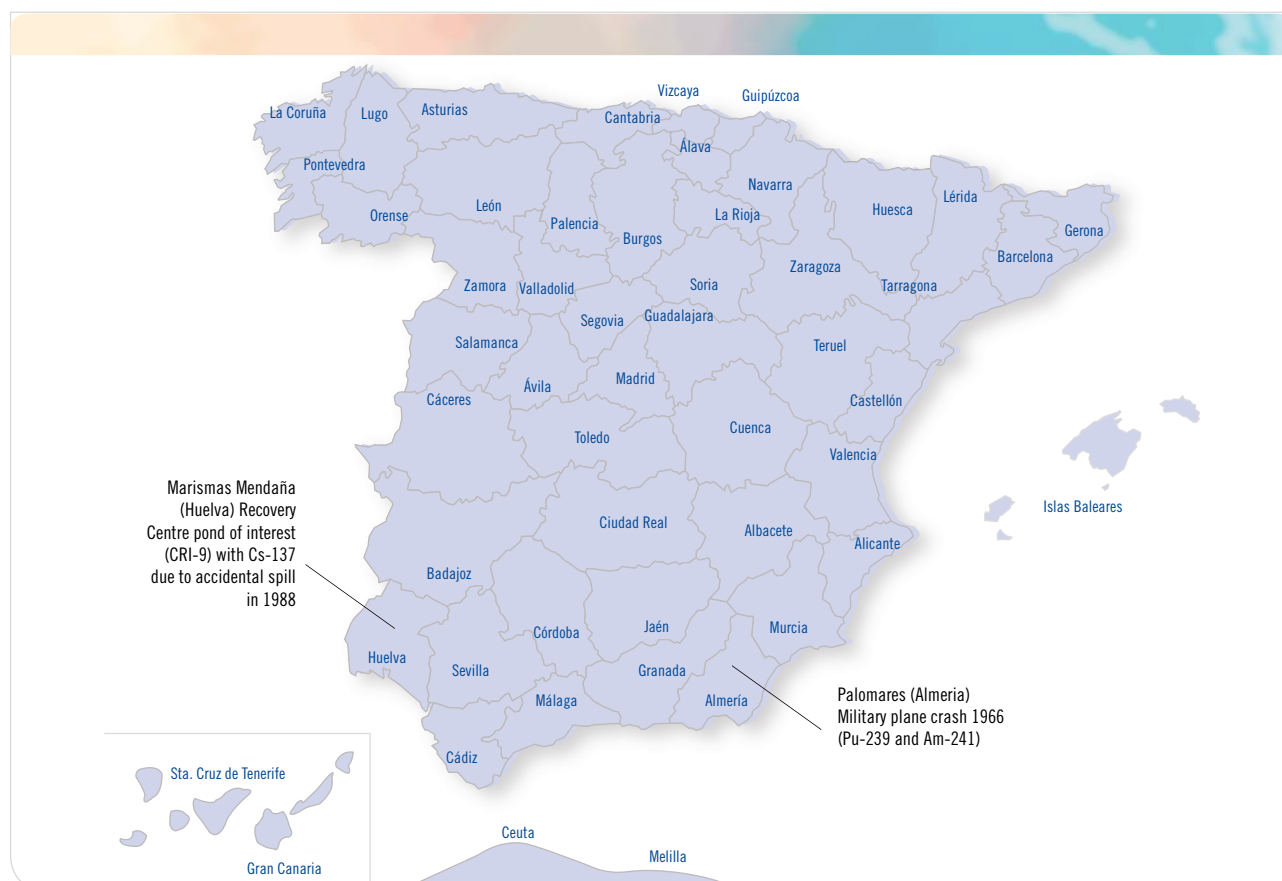 Vizcaya
Guipúzcoa
La Coruña
Lugo
Asturias
Cantabria
Álava
Pontevedra
Navarra
Lérida
Orense
León
Palencia
La Rioja
Huesca
Burgos
Gerona
Barcelona
Zamora
Valladolid
Soria
Zaragoza
Tarragona
Segovia
Guadalajara
Salamanca
Teruel
Ávila
Madrid
Cáceres
Castellón
Toledo
Cuenca
Valencia
Marismas Mendaña
(Huelva) Recovery
Centre pond of interest
(CRI-9) with Cs-137
due to accidental spill
in 1988
Islas Baleares
Ciudad Real
Albacete
Alicante
Badajoz
Córdoba
Jaén
Murcia
Huelva
Sevilla
Granada
Málaga
Almería
Palomares (Almeria)
Military plane crash 1966
(Pu-239 and Am-241)
Cádiz
Sta. Cruz de Tenerife
Gran Canaria
Ceuta
Melilla